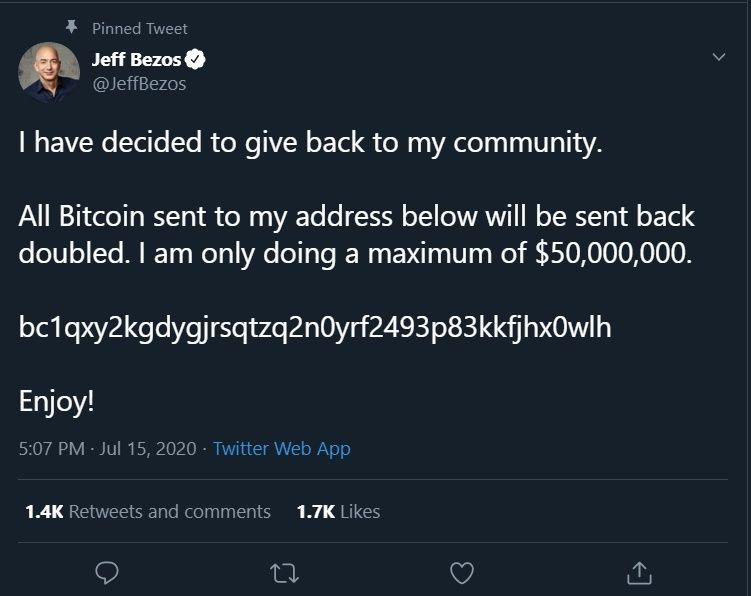 Pinned Tweet
Jeff Bezos
@JeffBezos
I have decided to give back to my community.
All Bitcoin sent to my address below will be sent back
doubled. I am only doing a maximum of $50,000,000.
bc1qxy2kgdygjrsqtzq2n0yrf2493p83kkfjhx0wlh
Enjoy!
5:07 PM · Jul 15, 2020 · Twitter Web App
1.4K Retweets and comments 1.7K Likes